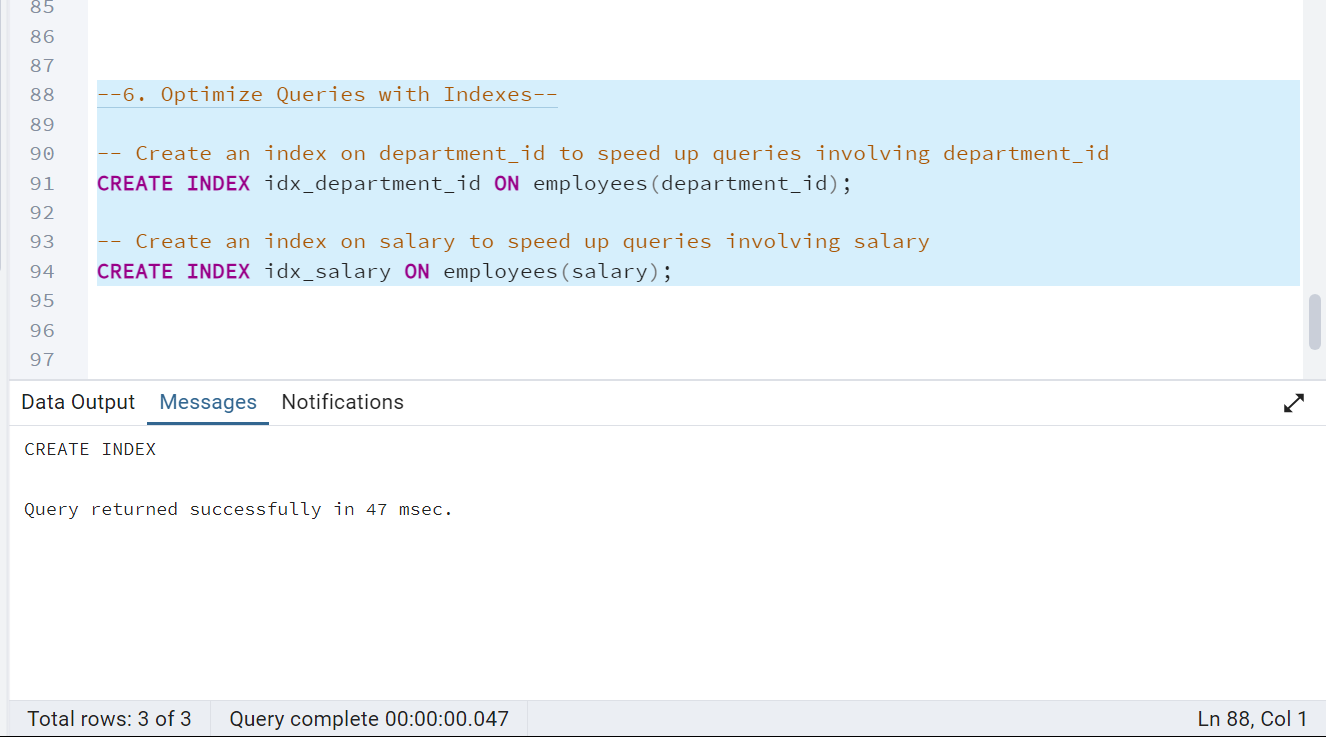 85
86
87
88 --6. Optimize Queries with Indexes--
89
90 -- Create an index on department_id to speed up queries involving department_id
91 CREATE INDEX idx_department_id ON employees(department_id);
92
93 -- Create an index on salary to speed up queries involving salary
94 CREATE INDEX idx_salary ON employees(salary);
95
96
97
Data Output Messages Notifications
CREATE INDEX
Query returned successfully in 47 msec.
Total rows: 3 of 3 Query complete 00:00:00.047 Ln 88, Col 1